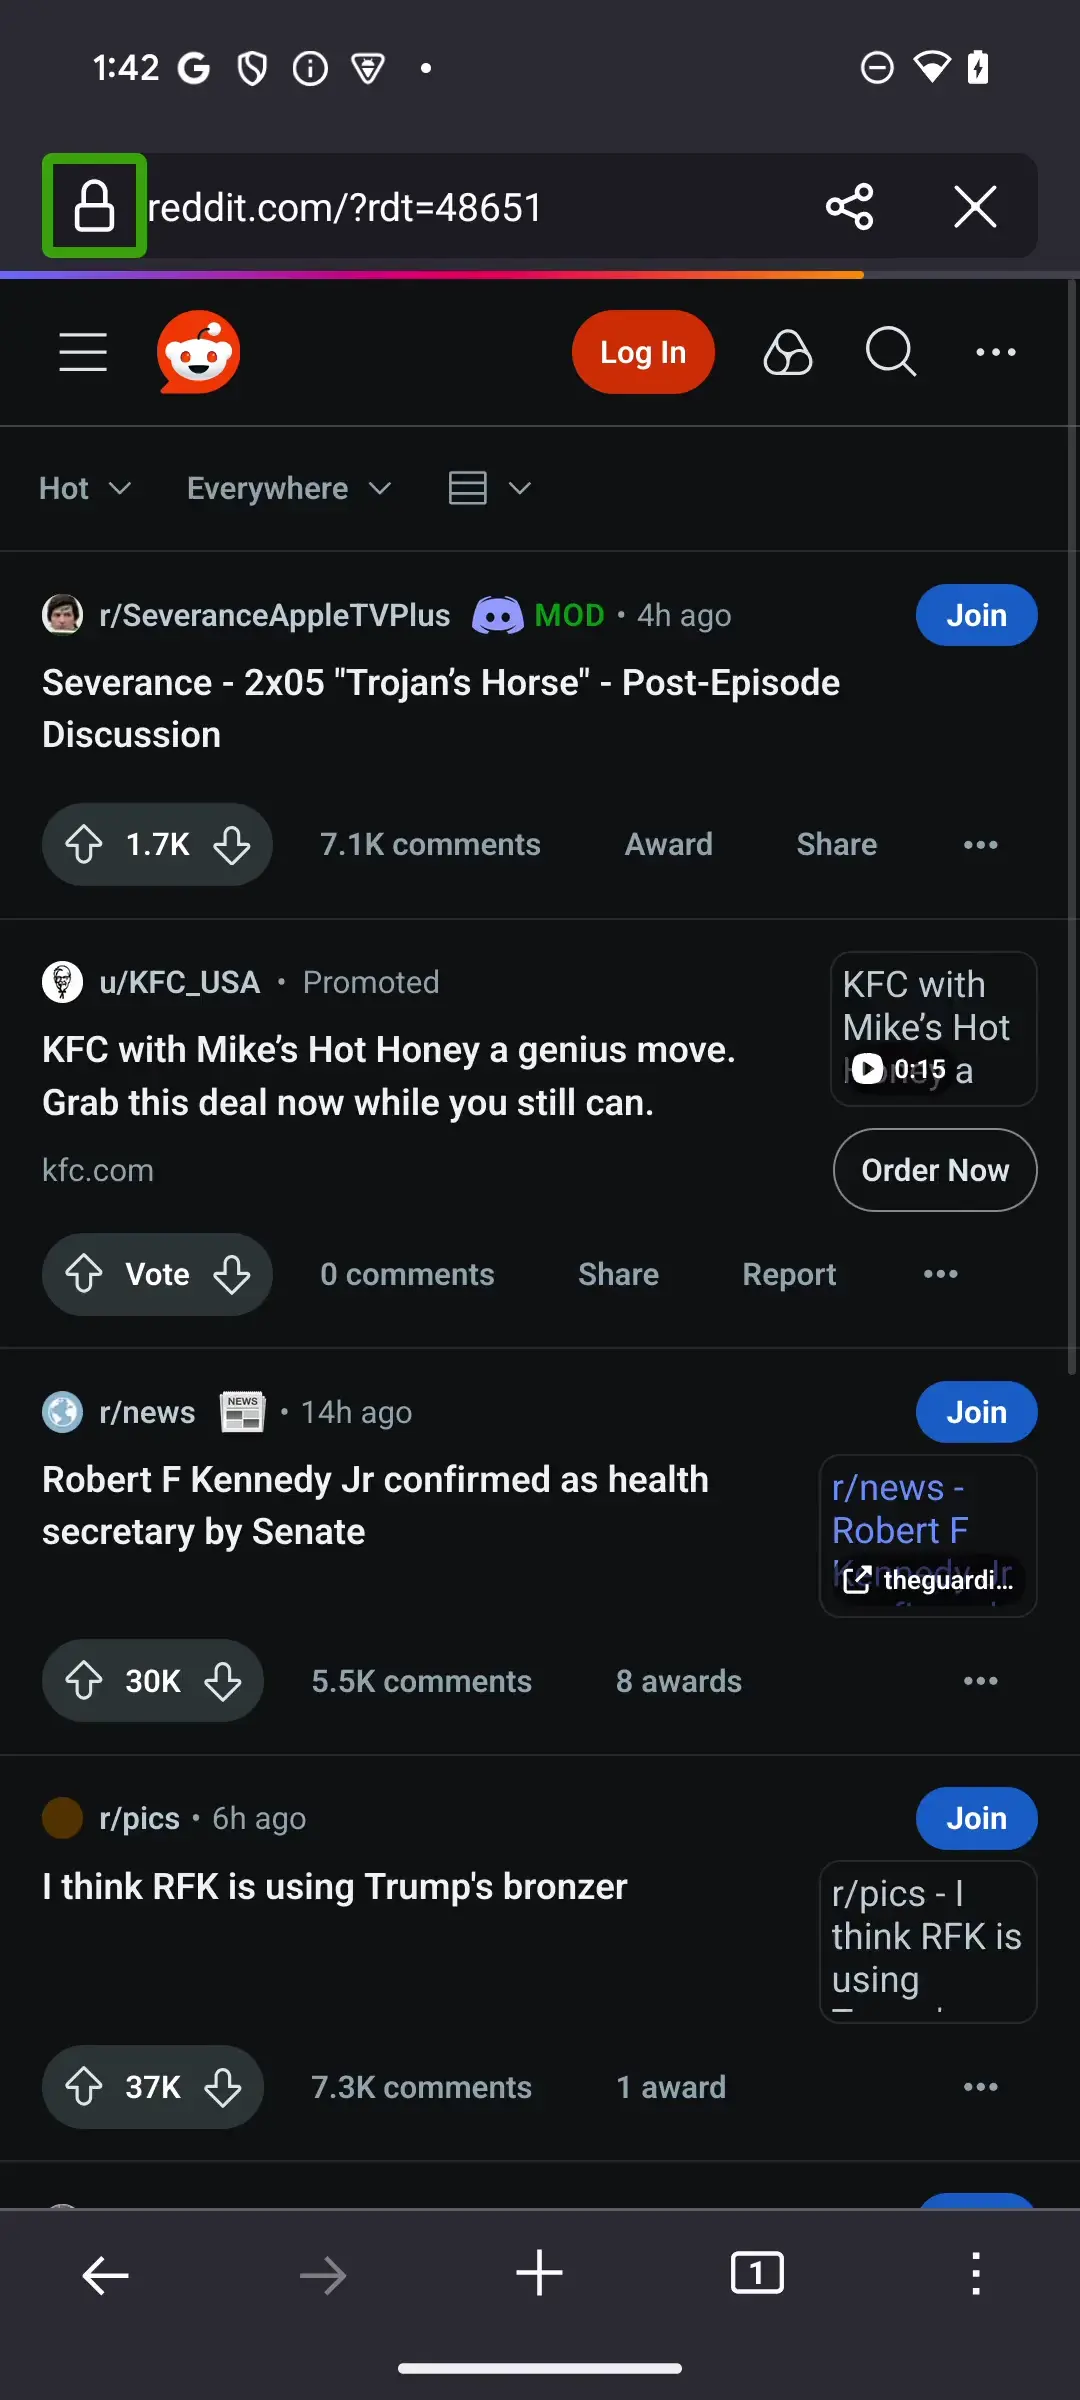 1:42
reddit.com/?rdt=48651
Log In
Hot
Everywhere
r/SeveranceAppleTVPlus MOD • 4h ago
Join
Severance - 2x05 "Trojan’s Horse" - Post-Episode
Discussion
1.7K
7.1K comments
Award
Share
u/KFC_USA • Promoted
KFC with Mike’s Hot Honey a genius move.
Grab this deal now while you still can.
kfc.com
KFC with
Mike’s Hot
Honey a
0:15
Order Now
Vote
0 comments
Share
Report
r/news NEWS • 14h ago
Join
Robert F Kennedy Jr confirmed as health
secretary by Senate
r/news -
Robert F
Kennedy Jr
theguardi...
30K
5.5K comments
8 awards
r/pics • 6h ago
Join
I think RFK is using Trump's bronzer
r/pics - I
think RFK is
using
37K
7.3K comments
1 award
1